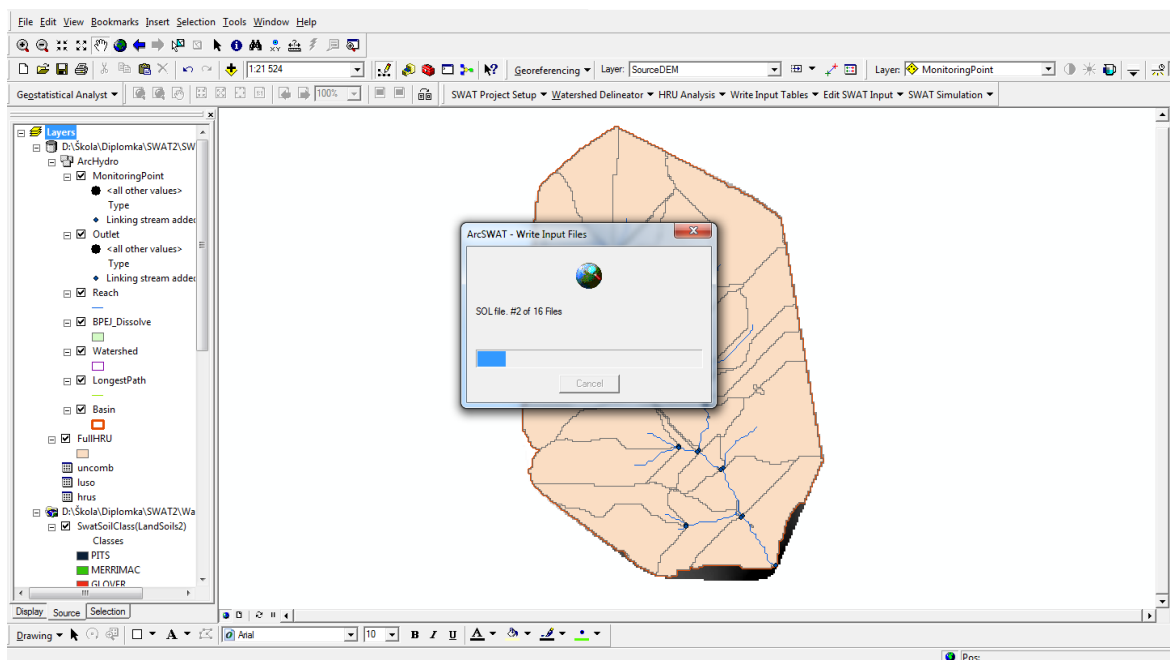 File Edit View Bookmarks Insert Selection Tools Window Help
1:21 524 Georeferencing Layer: SourceDEM Layer: MonitoringPoint
Geostatistical Analyst 100% SWAT Project Setup Watershed Delineator HRU Analysis Write Input Tables Edit SWAT Input SWAT Simulation
Layers
D:\Škola\Diplomka\SWAT2\SW
ArcHydro
MonitoringPoint
<all other values>
Type
Linking stream added
Outlet
<all other values>
Type
Linking stream added
Reach
BPEJ_Dissolve
Watershed
LongestPath
Basin
FullHRU
uncomb
luso
hrus
D:\Škola\Diplomka\SWAT2\Wa
SwatSoilClass(LandSoils2)
Classes
PITS
MERRIMAC
GLOVER
Display Source Selection
ArcSWAT - Write Input Files
SOL file. #2 of 16 Files
Cancel
Drawing A Arial 10 B I U A
Pos: